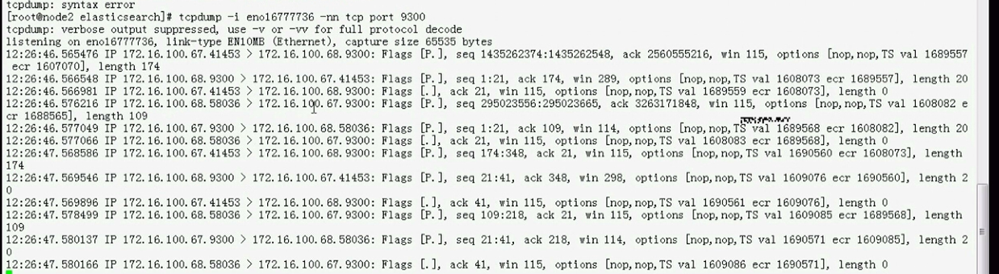 tcpdump: syntax error
[root@node2 elasticsearch]# tcpdump -i eno16777736 -nn tcp port 9300
tcpdump: verbose output suppressed, use -v or -vv for full protocol decode
listening on eno16777736, link-type EN10MB (Ethernet), capture size 65535 bytes
12:26:46.565476 IP 172.16.100.67.41453 > 172.16.100.68.9300: Flags [P.], seq 1435262374:1435262548, ack 2560555216, win 115, options [nop,nop,TS val 1689557
 ecr 1607070], length 174
12:26:46.566548 IP 172.16.100.68.9300 > 172.16.100.67.41453: Flags [P.], seq 1:21, ack 174, win 289, options [nop,nop,TS val 1608073 ecr 1689557], length 20
12:26:46.566981 IP 172.16.100.67.41453 > 172.16.100.68.9300: Flags [.], ack 21, win 115, options [nop,nop,TS val 1689559 ecr 1608073], length 0
12:26:46.576216 IP 172.16.100.68.58036 > 172.16.100.67.9300: Flags [P.], seq 295023556:295023665, ack 3263171848, win 115, options [nop,nop,TS val 1608082 e
cr 1688565], length 109
12:26:46.577049 IP 172.16.100.67.9300 > 172.16.100.68.58036: Flags [P.], seq 1:21, ack 109, win 114, options [nop,nop,TS val 1689568 ecr 1608082], length 20
12:26:46.577066 IP 172.16.100.68.58036 > 172.16.100.67.9300: Flags [.], ack 21, win 115, options [nop,nop,TS val 1608083 ecr 1689568], length 0
12:26:47.568586 IP 172.16.100.67.41453 > 172.16.100.68.9300: Flags [P.], seq 174:348, ack 21, win 115, options [nop,nop,TS val 1690560 ecr 1608073], length
174
12:26:47.569546 IP 172.16.100.68.9300 > 172.16.100.67.41453: Flags [P.], seq 21:41, ack 348, win 298, options [nop,nop,TS val 1609076 ecr 1690560], length 2
0
12:26:47.569896 IP 172.16.100.67.41453 > 172.16.100.68.9300: Flags [.], ack 41, win 115, options [nop,nop,TS val 1690561 ecr 1609076], length 0
12:26:47.578499 IP 172.16.100.68.58036 > 172.16.100.67.9300: Flags [P.], seq 109:218, ack 21, win 115, options [nop,nop,TS val 1609085 ecr 1689568], length
109
12:26:47.580137 IP 172.16.100.67.9300 > 172.16.100.68.58036: Flags [P.], seq 21:41, ack 218, win 114, options [nop,nop,TS val 1690571 ecr 1609085], length 2
0
12:26:47.580166 IP 172.16.100.68.58036 > 172.16.100.67.9300: Flags [.], ack 41, win 115, options [nop,nop,TS val 1609086 ecr 1690571], length 0